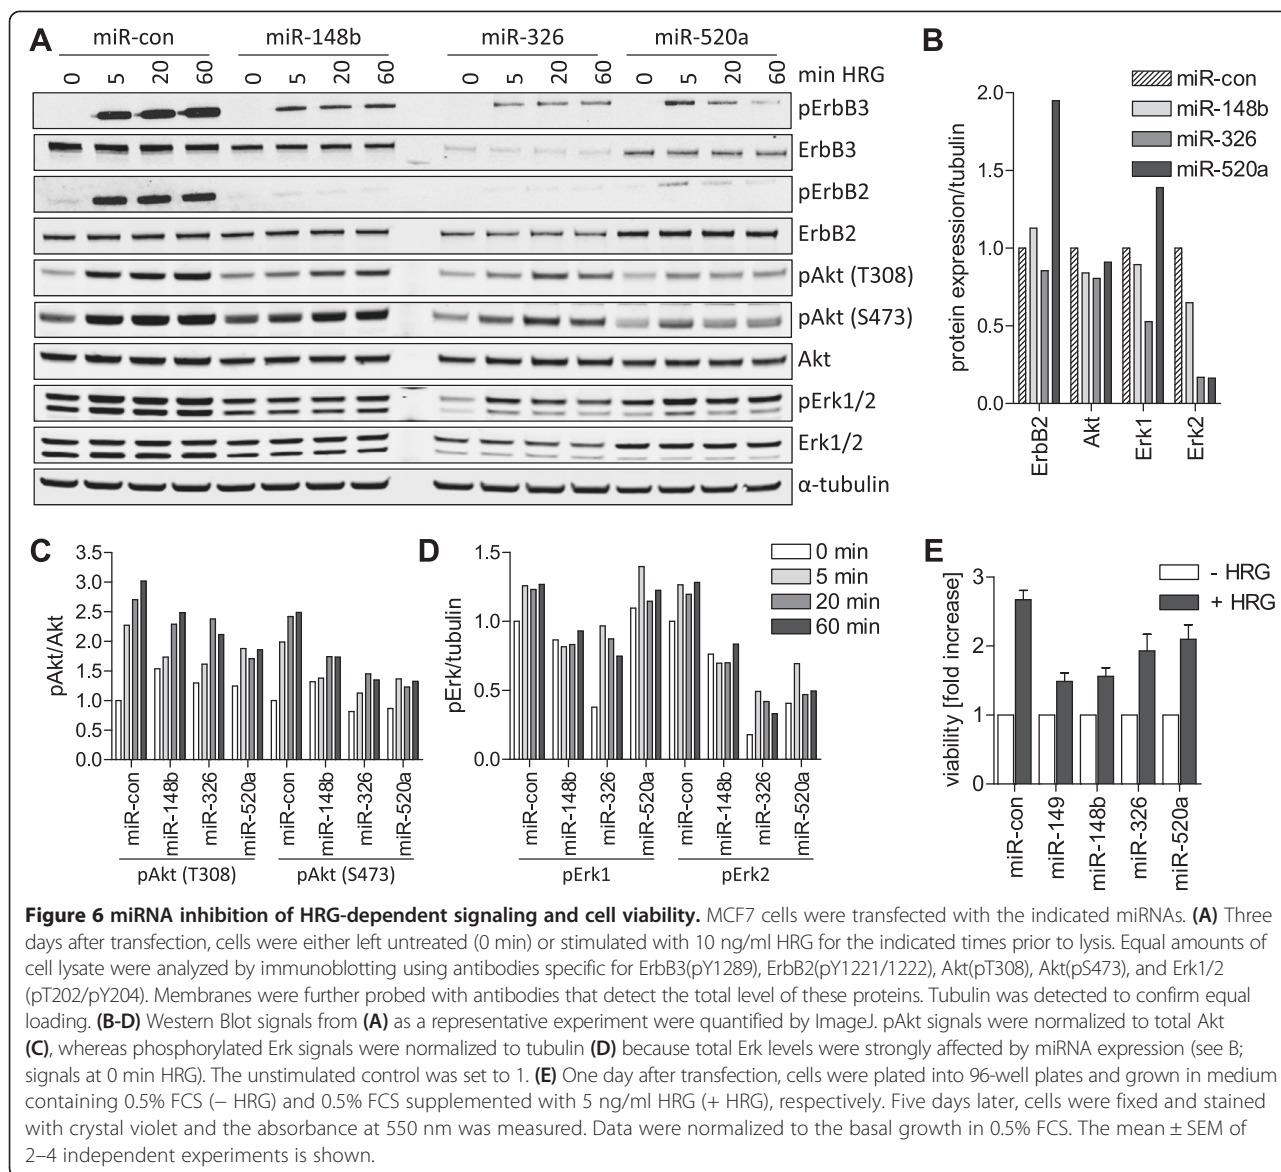 A
miR-con
miR-148b
miR-326
miR-520a
0 5 20 60 0 5 20 60 0 5 20 60 0 5 20 60 min HRG
pErbB3
ErbB3
pErbB2
ErbB2
pAkt (T308)
pAkt (S473)
Akt
pErk1/2
Erk1/2
α-tubulin
B
miR-con
miR-148b
miR-326
miR-520a
protein expression/tubulin
2.0
1.5
1.0
0.5
0.0
ErbB2
Akt
Erk1
Erk2
C
pAkt/Akt
3.5
3.0
2.5
2.0
1.5
1.0
0.5
0.0
miR-con
miR-148b
miR-326
miR-520a
miR-con
miR-148b
miR-326
miR-520a
pAkt (T308)
pAkt (S473)
D
pErk/tubulin
1.5
1.0
0.5
0.0
0 min
5 min
20 min
60 min
miR-con
miR-148b
miR-326
miR-520a
miR-con
miR-148b
miR-326
miR-520a
pErk1
pErk2
E
viability [fold increase]
3
2
1
0
- HRG
+ HRG
miR-con
miR-149
miR-148b
miR-326
miR-520a
Figure 6 miRNA inhibition of HRG-dependent signaling and cell viability. MCF7 cells were transfected with the indicated miRNAs. (A) Three
days after transfection, cells were either left untreated (0 min) or stimulated with 10 ng/ml HRG for the indicated times prior to lysis. Equal amounts of
cell lysate were analyzed by immunoblotting using antibodies specific for ErbB3(pY1289), ErbB2(pY1221/1222), Akt(pT308), Akt(pS473), and Erk1/2
(pT202/pY204). Membranes were further probed with antibodies that detect the total level of these proteins. Tubulin was detected to confirm equal
loading. (B-D) Western Blot signals from (A) as a representative experiment were quantified by ImageJ. pAkt signals were normalized to total Akt
(C), whereas phosphorylated Erk signals were normalized to tubulin (D) because total Erk levels were strongly affected by miRNA expression (see B;
signals at 0 min HRG). The unstimulated control was set to 1. (E) One day after transfection, cells were plated into 96-well plates and grown in medium
containing 0.5% FCS (− HRG) and 0.5% FCS supplemented with 5 ng/ml HRG (+ HRG), respectively. Five days later, cells were fixed and stained
with crystal violet and the absorbance at 550 nm was measured. Data were normalized to the basal growth in 0.5% FCS. The mean ± SEM of
2–4 independent experiments is shown.